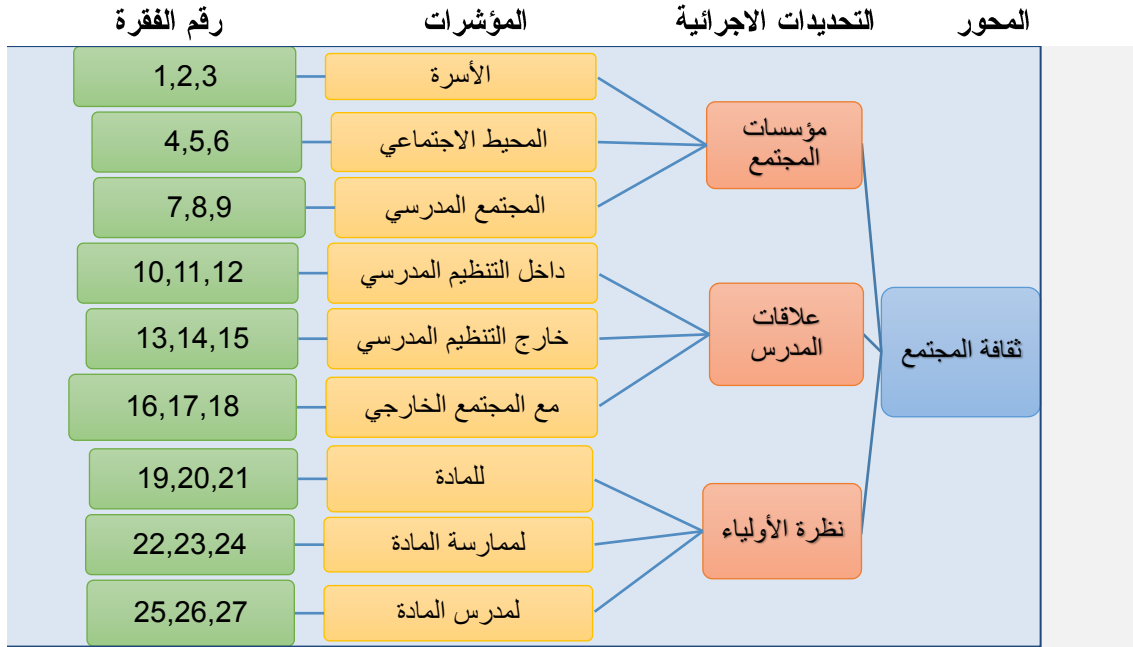 المحور
التحديدات الاجرائية
المؤشرات
رقم الفقرة
ثقافة المجتمع
مؤسسات
المجتمع
الأسرة
1,2,3
المحيط الاجتماعي
4,5,6
المجتمع المدرسي
7,8,9
علاقات
المدرس
داخل التنظيم المدرسي
10,11,12
خارج التنظيم المدرسي
13,14,15
مع المجتمع الخارجي
16,17,18
نظرة الأولياء
للمادة
19,20,21
لممارسة المادة
22,23,24
لمدرس المادة
25,26,27